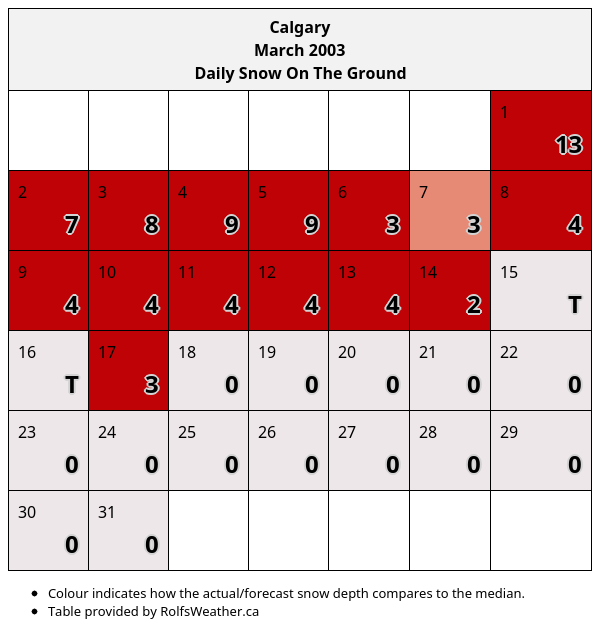 Calgary
March 2003
Daily Snow On The Ground
1
13
2 3 4 5 6 7 8
7 8 9 9 3 3 4
9 10 11 12 13 14 15
4 4 4 4 4 2 T
16 17 18 19 20 21 22
T 3 0 0 0 0 0
23 24 25 26 27 28 29
0 0 0 0 0 0 0
30 31
0 0
Colour indicates how the actual/forecast snow depth compares to the median.
Table provided by RolfsWeather.ca